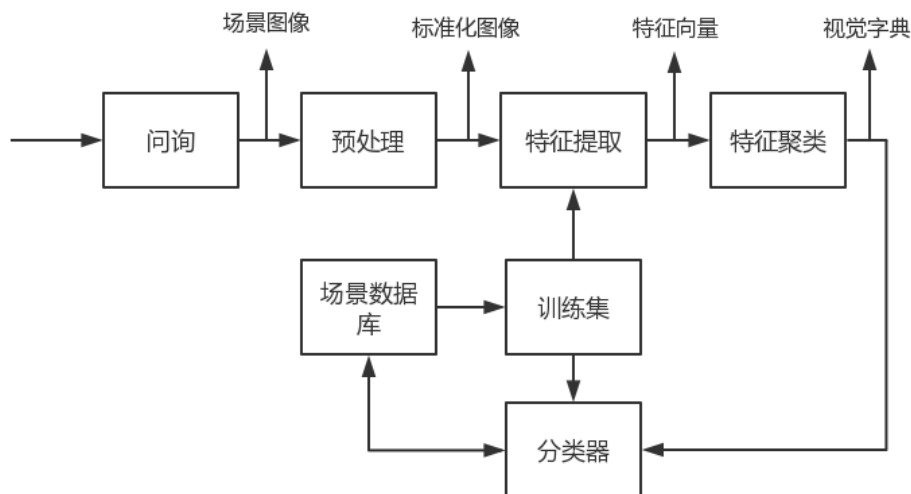 场景图像
标准化图像
特征向量
视觉字典
问询
预处理
特征提取
特征聚类
场景数据
库
训练集
分类器